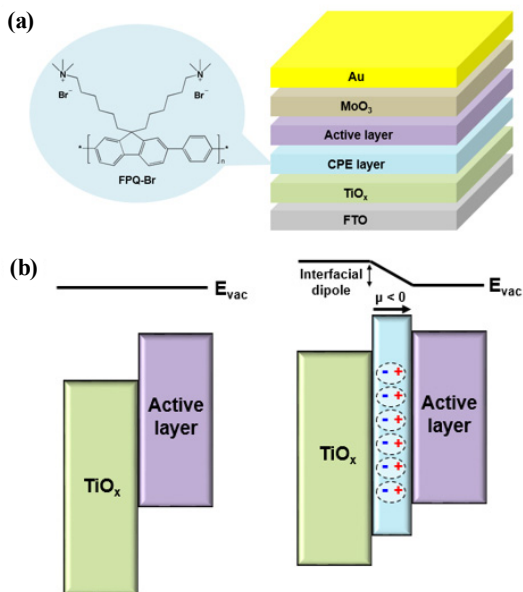 (a)
N
+
Br⁻
N
+
Br⁻
*
*
n
FPQ-Br
Au
MoO₃
Active layer
CPE layer
TiOₓ
FTO
(b)
E_vac
Active
layer
TiOₓ
Interfacial
dipole
μ < 0
E_vac
- +
- +
- +
- +
- +
- +
TiOₓ
Active
layer